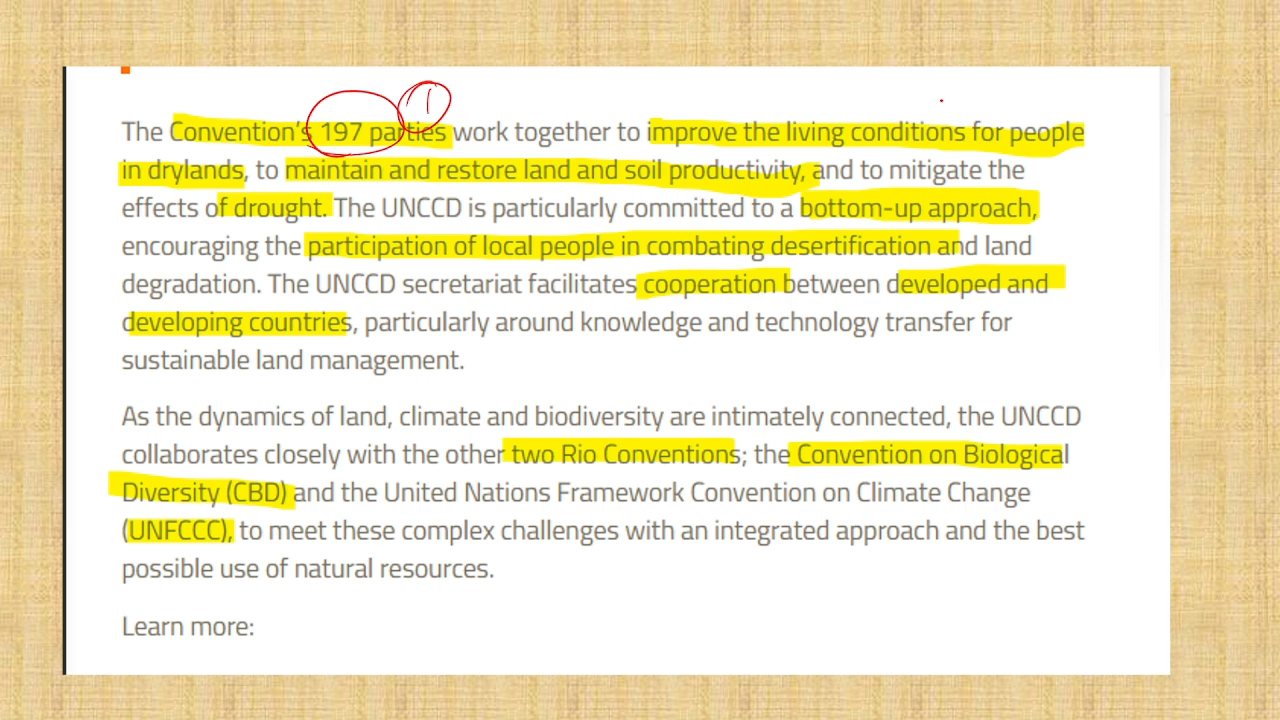 The Convention's 197 parties work together to improve the living conditions for people
in drylands, to maintain and restore land and soil productivity, and to mitigate the
effects of drought. The UNCCD is particularly committed to a bottom-up approach,
encouraging the participation of local people in combating desertification and land
degradation. The UNCCD secretariat facilitates cooperation between developed and
developing countries, particularly around knowledge and technology transfer for
sustainable land management.
As the dynamics of land, climate and biodiversity are intimately connected, the UNCCD
collaborates closely with the other two Rio Conventions; the Convention on Biological
Diversity (CBD) and the United Nations Framework Convention on Climate Change
(UNFCCC), to meet these complex challenges with an integrated approach and the best
possible use of natural resources.
Learn more: